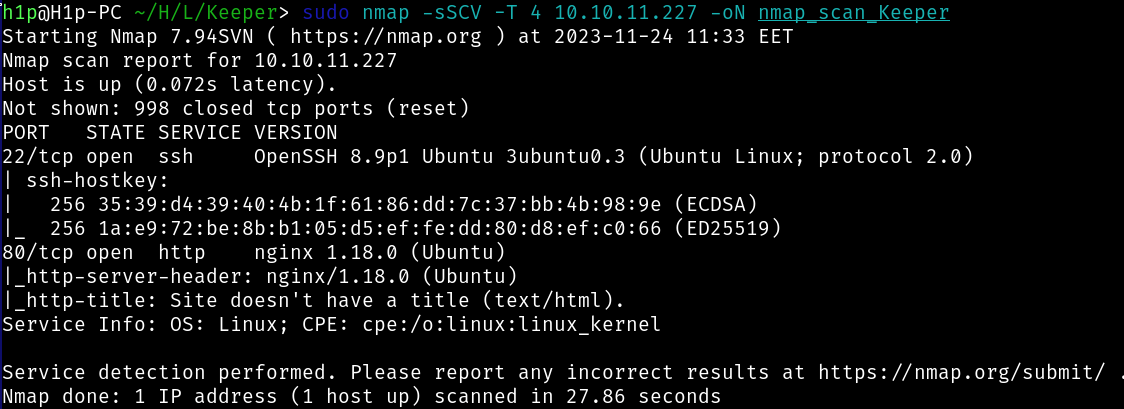 h1p@H1p-PC ~/H/L/Keeper> sudo nmap -sSCV -T 4 10.10.11.227 -oN nmap_scan_Keeper
Starting Nmap 7.94SVN ( https://nmap.org ) at 2023-11-24 11:33 EET
Nmap scan report for 10.10.11.227
Host is up (0.072s latency).
Not shown: 998 closed tcp ports (reset)
PORT   STATE SERVICE VERSION
22/tcp open  ssh     OpenSSH 8.9p1 Ubuntu 3ubuntu0.3 (Ubuntu Linux; protocol 2.0)
| ssh-hostkey:
|   256 35:39:d4:39:40:4b:1f:61:86:dd:7c:37:bb:4b:98:9e (ECDSA)
|_  256 1a:e9:72:be:8b:b1:05:d5:ef:fe:dd:80:d8:ef:c0:66 (ED25519)
80/tcp open  http    nginx 1.18.0 (Ubuntu)
|_http-server-header: nginx/1.18.0 (Ubuntu)
|_http-title: Site doesn't have a title (text/html).
Service Info: OS: Linux; CPE: cpe:/o:linux:linux_kernel
Service detection performed. Please report any incorrect results at https://nmap.org/submit/ .
Nmap done: 1 IP address (1 host up) scanned in 27.86 seconds